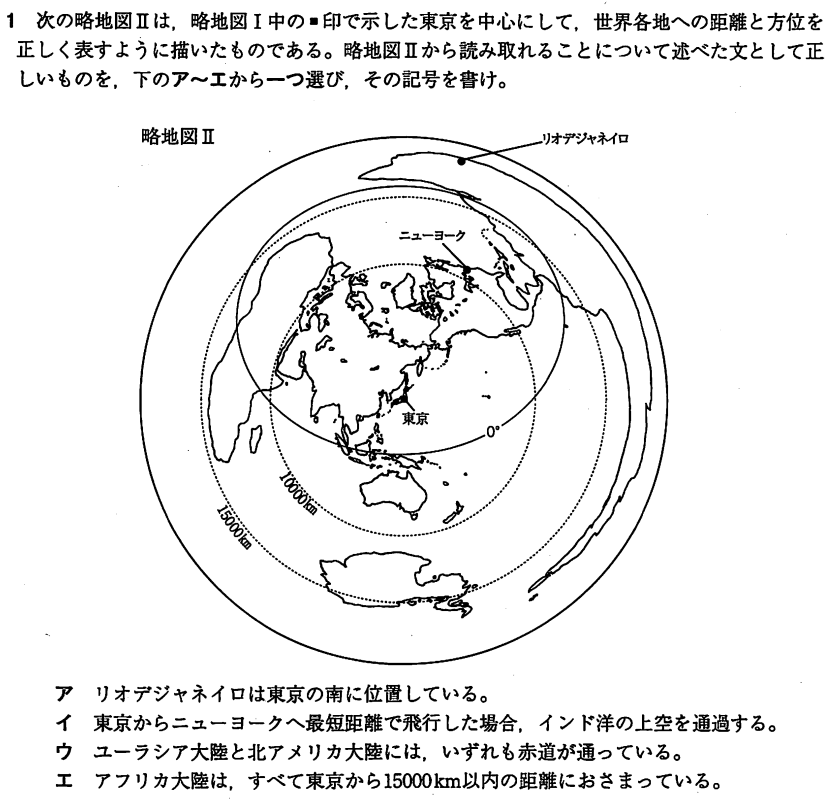 1 次の略地図Ⅱは，略地図Ⅰ中の▪印で示した東京を中心にして，世界各地への距離と方位を
正しく表すように描いたものである。略地図Ⅱから読み取れることについて述べた文として正
しいものを，下のア～エから一つ選び，その記号を書け。
略地図Ⅱ
リオデジャネイロ
ニューヨーク
東京
0°
10000km
15000km
ア リオデジャネイロは東京の南に位置している。
イ 東京からニューヨークへ最短距離で飛行した場合，インド洋の上空を通過する。
ウ ユーラシア大陸と北アメリカ大陸には，いずれも赤道が通っている。
エ アフリカ大陸は，すべて東京から15000km以内の距離におさまっている。